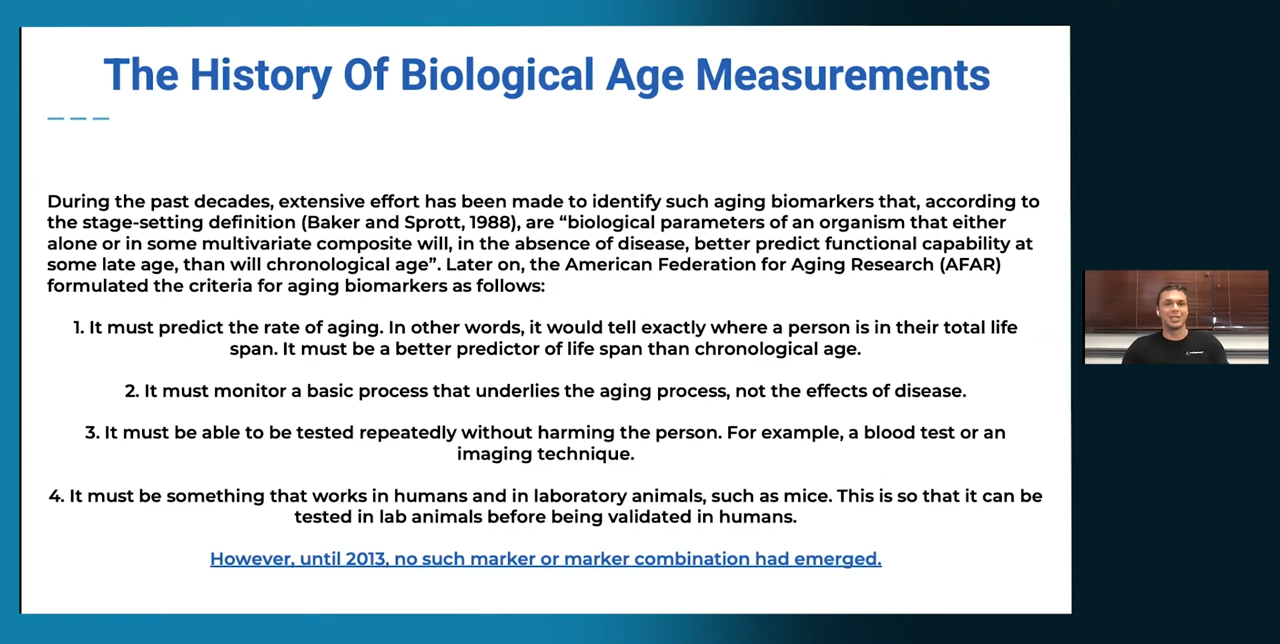 The History Of Biological Age Measurements
During the past decades, extensive effort has been made to identify such aging biomarkers that, according to
the stage-setting definition (Baker and Sprott, 1988), are “biological parameters of an organism that either
alone or in some multivariate composite will, in the absence of disease, better predict functional capability at
some late age, than will chronological age”. Later on, the American Federation for Aging Research (AFAR)
formulated the criteria for aging biomarkers as follows:
1. It must predict the rate of aging. In other words, it would tell exactly where a person is in their total life
span. It must be a better predictor of life span than chronological age.
2. It must monitor a basic process that underlies the aging process, not the effects of disease.
3. It must be able to be tested repeatedly without harming the person. For example, a blood test or an
imaging technique.
4. It must be something that works in humans and in laboratory animals, such as mice. This is so that it can be
tested in lab animals before being validated in humans.
However, until 2013, no such marker or marker combination had emerged.